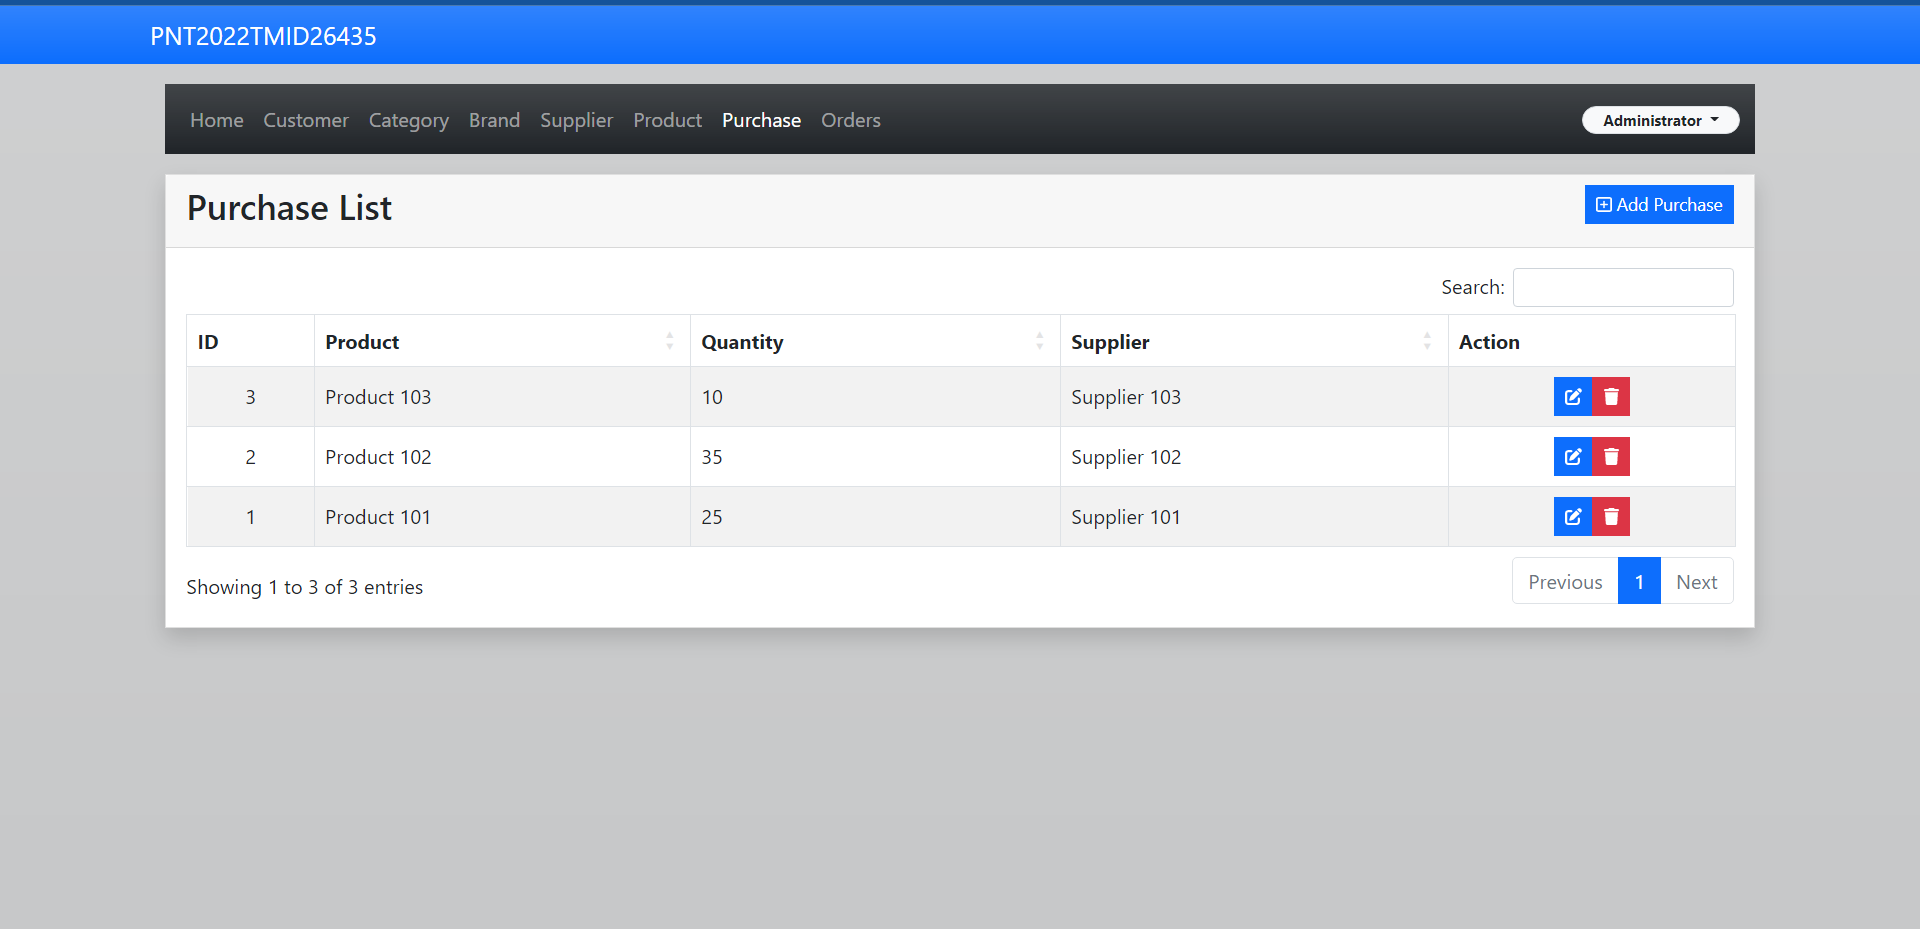 PNT2022TMID26435
Home Customer Category Brand Supplier Product Purchase Orders Administrator
Purchase List Add Purchase
Search:
ID Product Quantity Supplier Action
3 Product 103 10 Supplier 103
2 Product 102 35 Supplier 102
1 Product 101 25 Supplier 101
Showing 1 to 3 of 3 entries Previous 1 Next